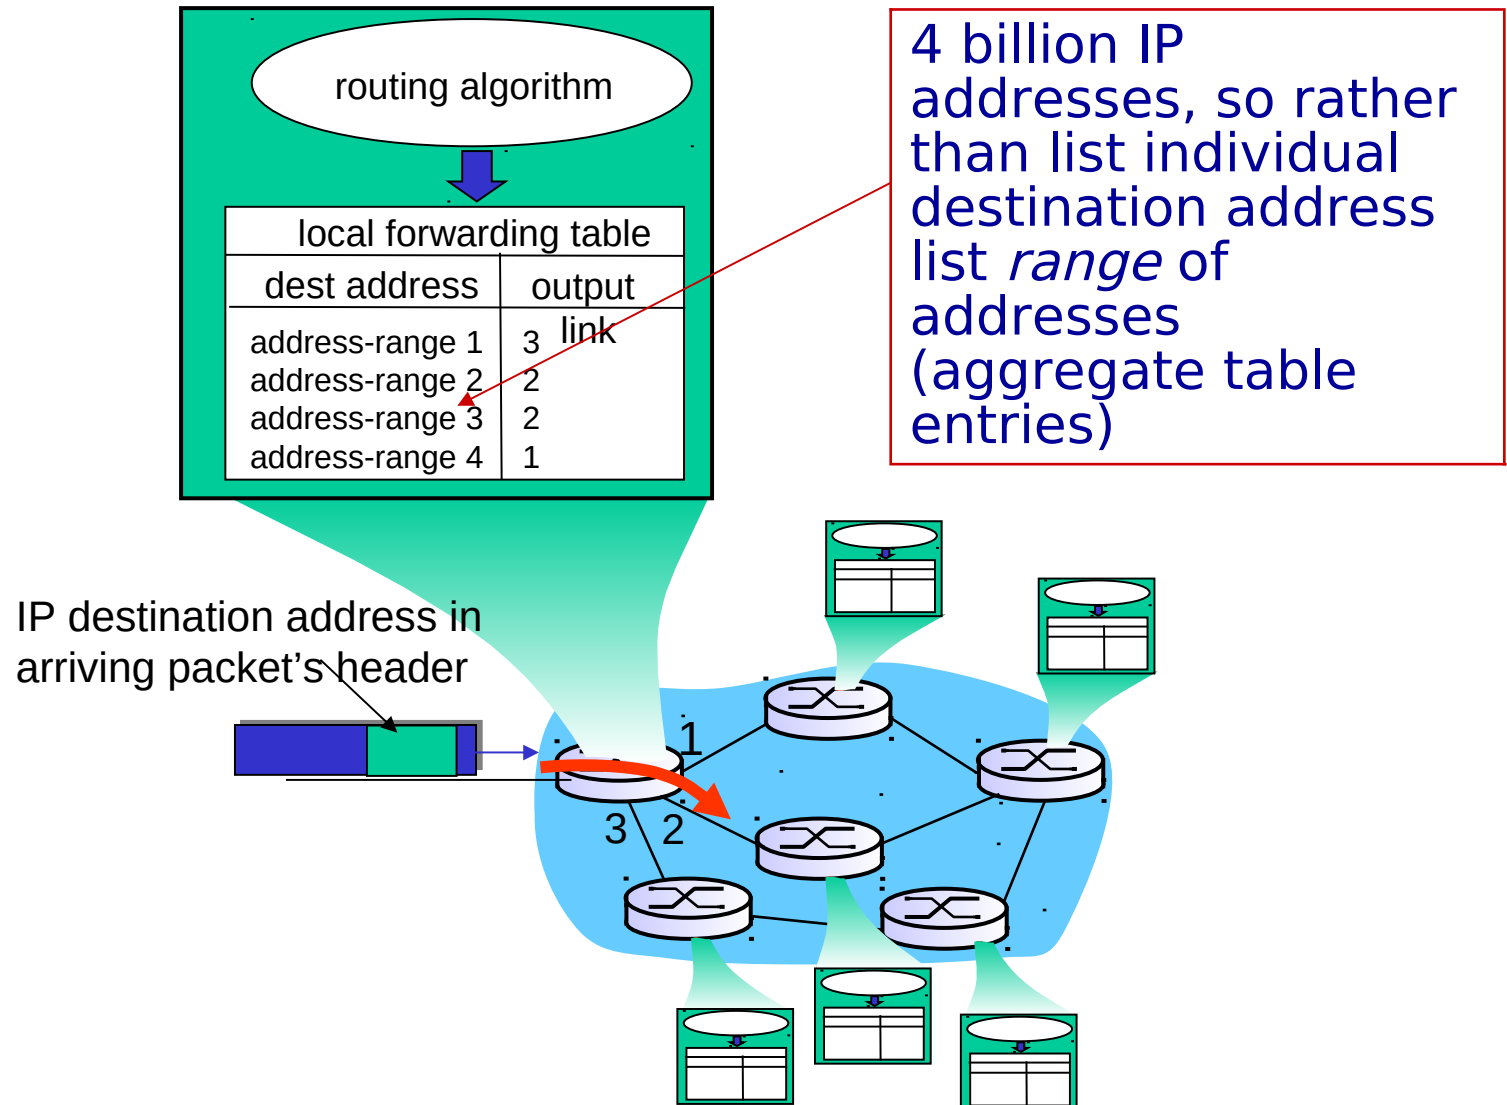 routing algorithm
local forwarding table
dest address
output
link
address-range 1
3
address-range 2
2
address-range 3
2
address-range 4
1
4 billion IP
addresses, so rather
than list individual
destination address
list range of
addresses
(aggregate table
entries)
IP destination address in
arriving packet's header
1
3
2